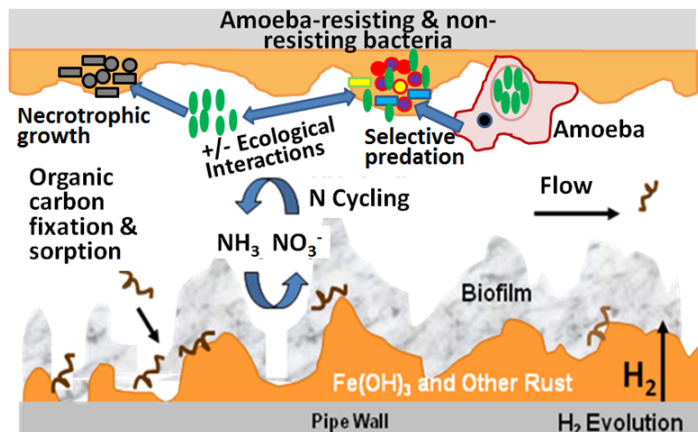 Amoeba-resisting & non-
resisting bacteria
Necrotrophic
growth
+/- Ecological
Interactions
Selective
predation
Amoeba
Organic
carbon
fixation &
sorption
N Cycling
Flow
NH₃ NO₃⁻
Biofilm
Fe(OH)₃ and Other Rust
H₂
Pipe Wall
H₂ Evolution